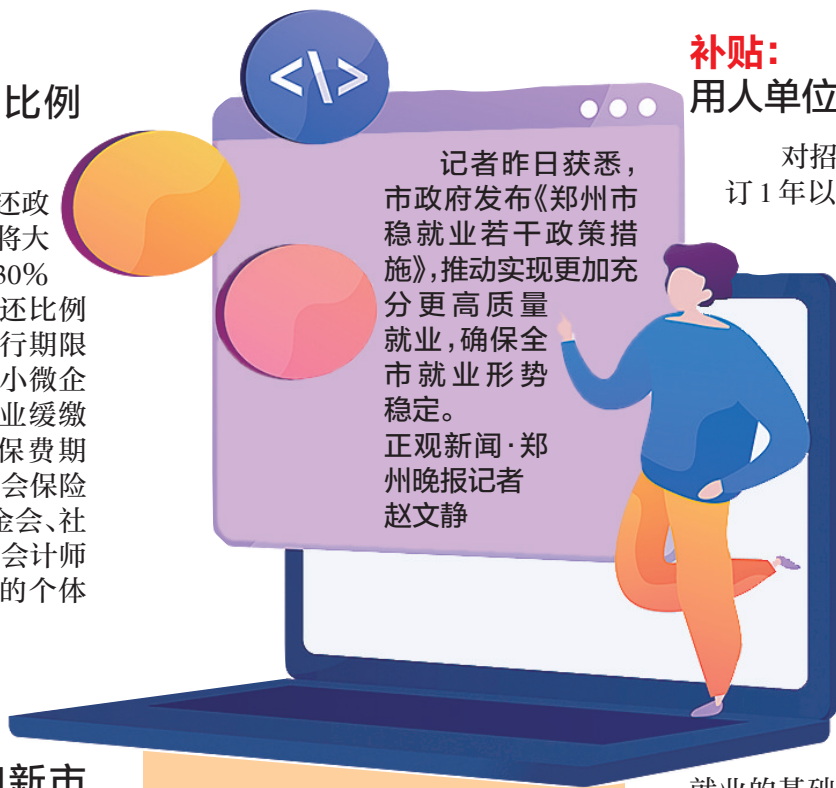 比例
还政
将大
30%
还比例
行期限
小微企
业缓缴
保费期
会保险
金会、社
会计师
的个体
<\>
记者昨日获悉，
市政府发布《郑州市
稳就业若干政策措
施》，推动实现更加充
分更高质量
就业，确保全
市就业形势
稳定。
正观新闻·郑
州晚报记者
赵文静
补贴：
用人单位
对招
订1年以
新市
就业的基础